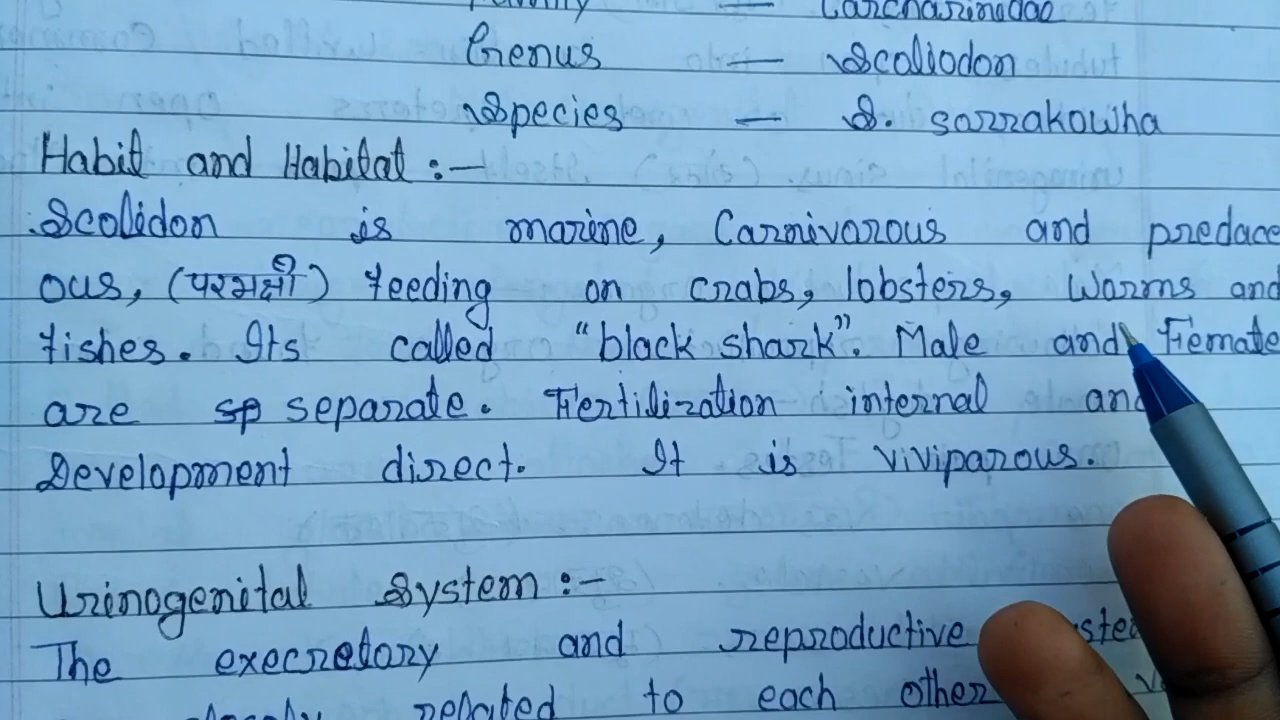 — Carcharinadae
Genus — Scoliodon
Species — S. sorrakowha
Habit and Habitat :-
Scolidon is marine, Carnivorous and predace
ous, (परभक्षी) feeding on crabs, lobsters, Worms and
fishes. Its called "black shark". Male and Female
are sp separate. Fertilization internal and
Development direct. It is viviparous.
Urinogenital System :-
The execretory and reproductive
related to each other